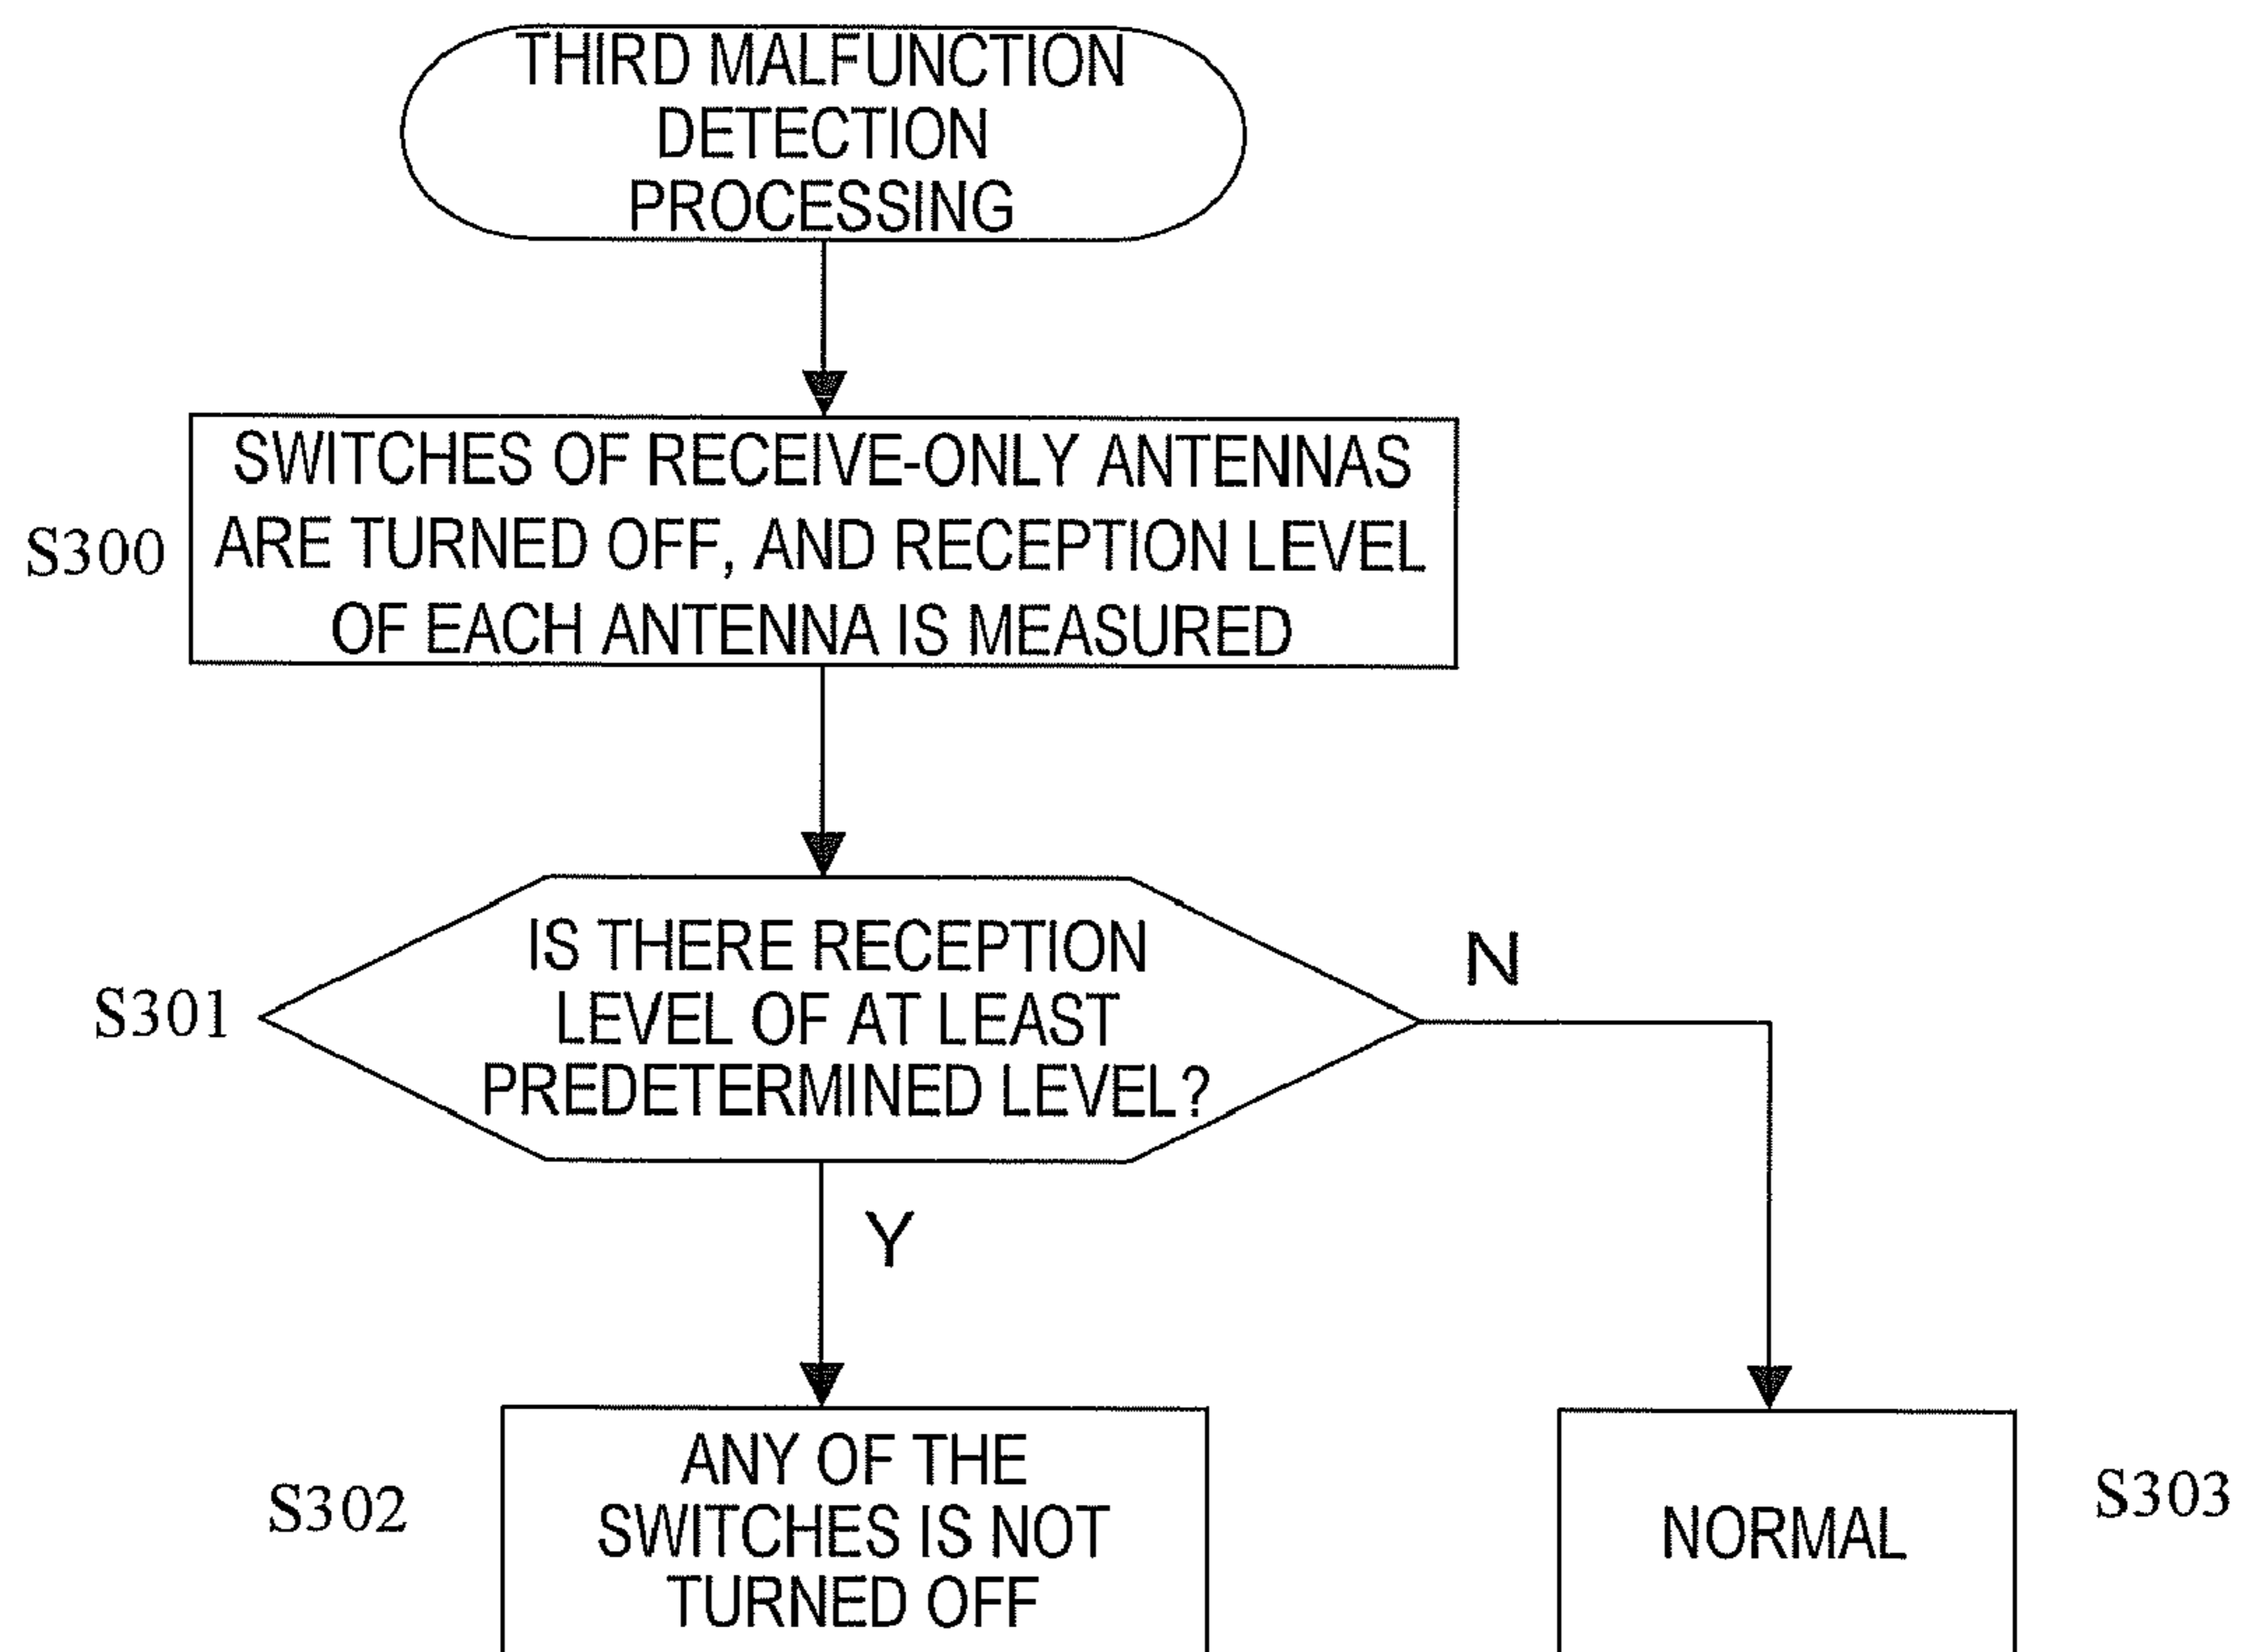 THIRD MALFUNCTION
DETECTION
PROCESSING
S300
SWITCHES OF RECEIVE-ONLY ANTENNAS
ARE TURNED OFF, AND RECEPTION LEVEL
OF EACH ANTENNA IS MEASURED
S301
IS THERE RECEPTION
LEVEL OF AT LEAST
PREDETERMINED LEVEL?
N
Y
S302
ANY OF THE
SWITCHES IS NOT
TURNED OFF
NORMAL
S303